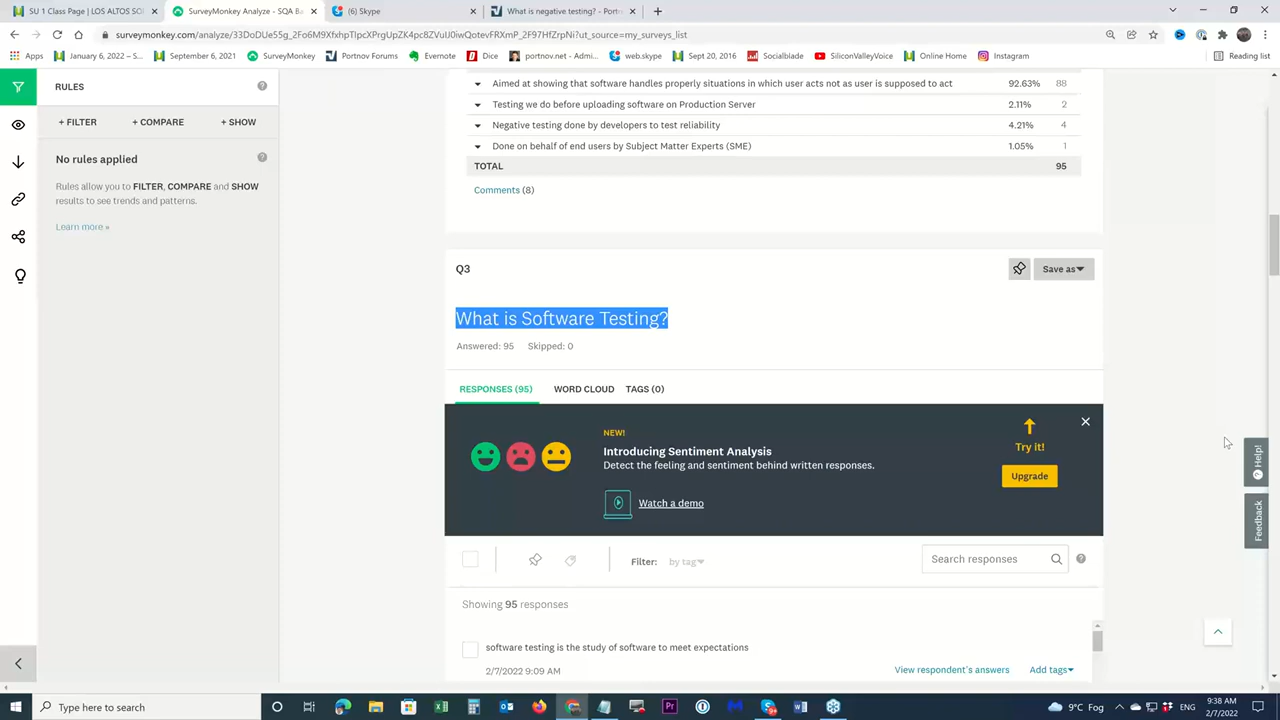 SU 1 Class Page | LOS ALTOS SO
SurveyMonkey Analyze - SQA Ba
(6) Skype
What is negative testing? - Portno
surveymonkey.com/analyze/33DoDUe55g_2Fo6M9XfxhpTIpcXPrgUpZK4pc8ZVuIJ0iwQotevFRXmP_2F97HfZrpNi?ut_source=my_surveys_list
Apps
January 6, 2022 – S...
September 6, 2021
SurveyMonkey
Portnov Forums
Evernote
Dice
portnov.net - Admi...
web.skype
Sept 20, 2016
Socialblade
SiliconValleyVoice
Online Home
Instagram
Reading list
RULES
+ FILTER
+ COMPARE
+ SHOW
No rules applied
Rules allow you to FILTER, COMPARE and SHOW
results to see trends and patterns.
Learn more »
Aimed at showing that software handles properly situations in which user acts not as user is supposed to act 92.63% 88
Testing we do before uploading software on Production Server 2.11% 2
Negative testing done by developers to test reliability 4.21% 4
Done on behalf of end users by Subject Matter Experts (SME) 1.05% 1
TOTAL 95
Comments (8)
Q3
Save as
What is Software Testing?
Answered: 95 Skipped: 0
RESPONSES (95) WORD CLOUD TAGS (0)
NEW!
Introducing Sentiment Analysis
Detect the feeling and sentiment behind written responses.
Watch a demo
Try it!
Upgrade
Filter: by tag
Search responses
Showing 95 responses
software testing is the study of software to meet expectations
2/7/2022 9:09 AM
View respondent's answers
Add tags
Help!
Feedback
Type here to search
9°C Fog
ENG
9:38 AM
2/7/2022